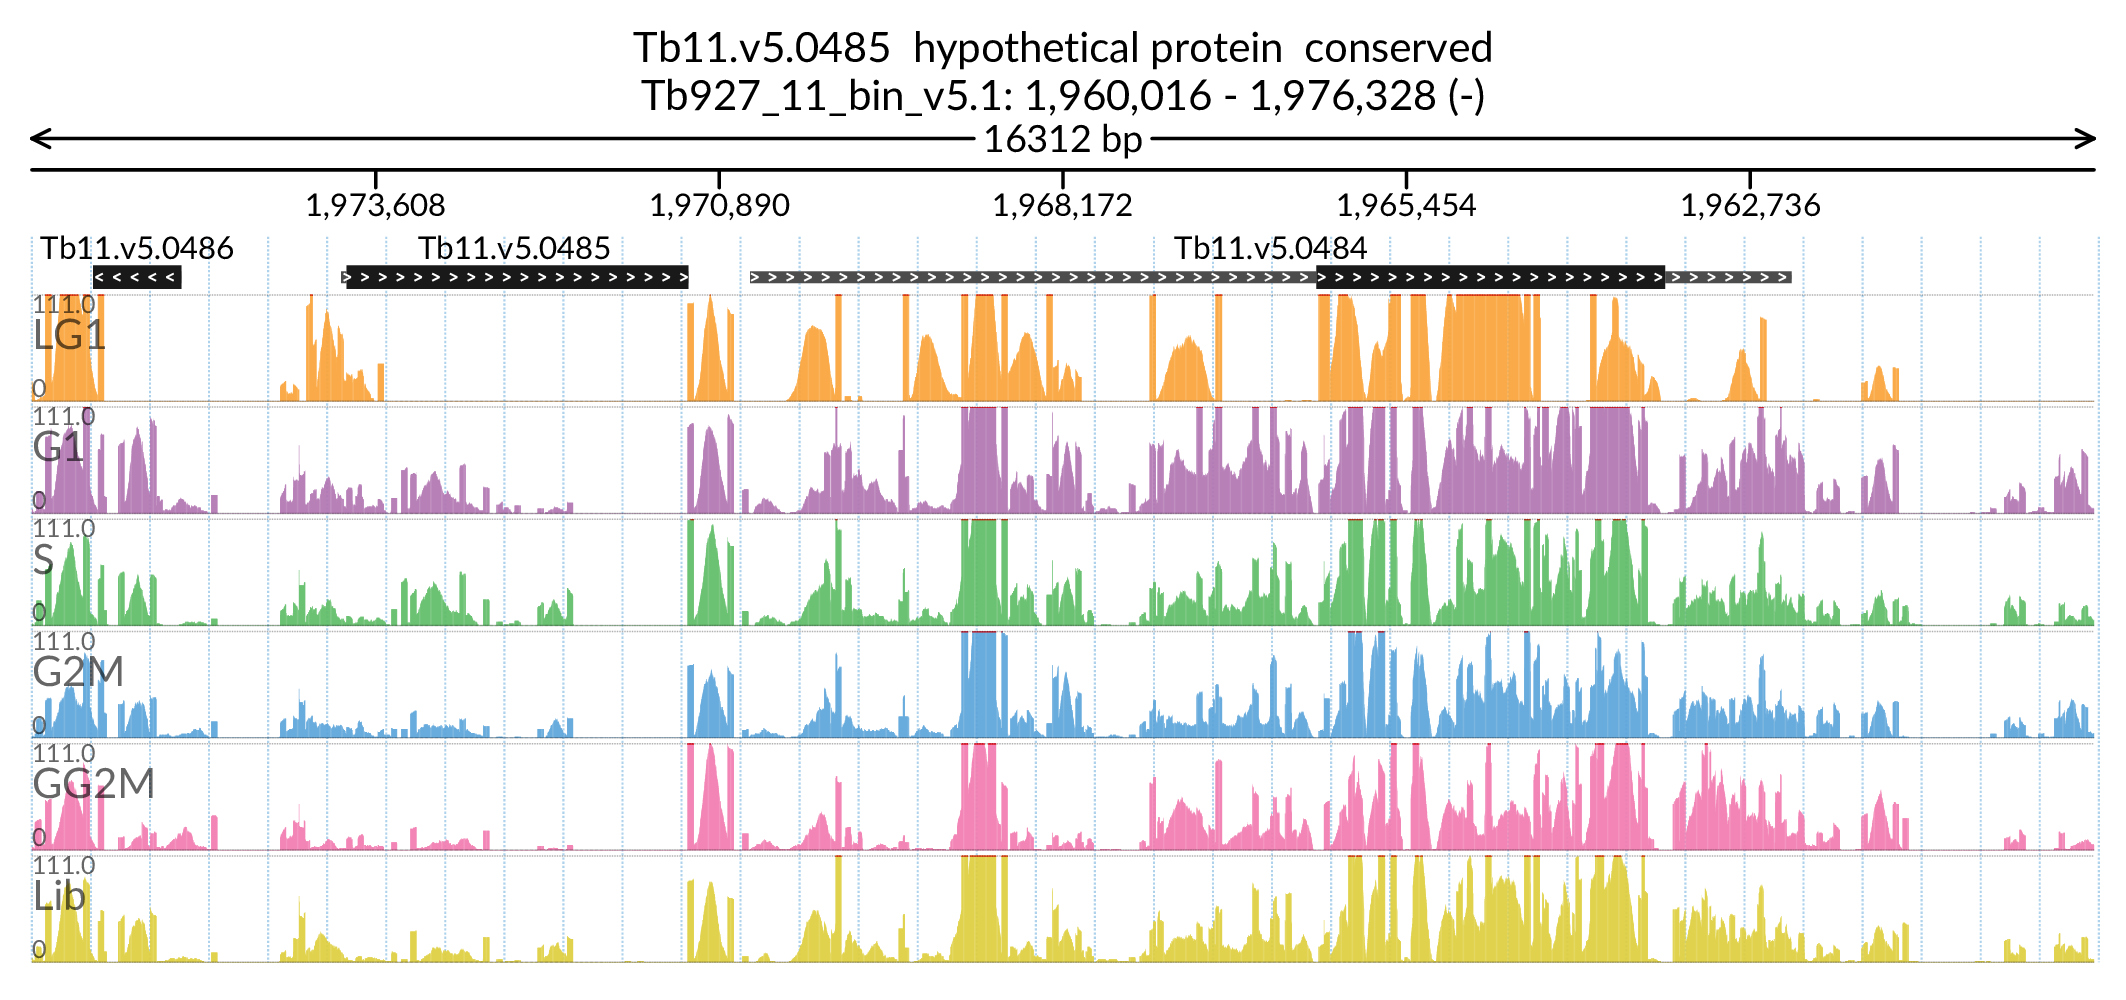 Tb11.v5.0485  hypothetical protein  conserved
Tb927_11_bin_v5.1: 1,960,016 - 1,976,328 (-)
16312 bp
1,973,608 1,970,890 1,968,172 1,965,454 1,962,736
Tb11.v5.0486 Tb11.v5.0485 Tb11.v5.0484
111.0
LG1
0
111.0
G1
0
111.0
S
0
111.0
G2M
0
111.0
GG2M
0
111.0
Lib
0